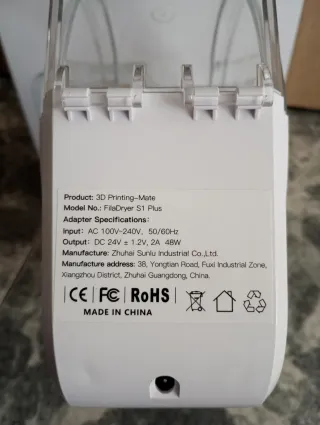 Product: 3D Printing-Mate
Model No.: FilaDryer S1 Plus
Adapter Specifications:
Input: AC 100V-240V, 50/60Hz
Output: DC 24V ± 1.2V, 2A 48W
Manufacture: Zhuhai Sunlu Industrial Co.,Ltd.
Manufacture address: 38, Yongtian Road, Fuxi Industrial Zone,
Xiangzhou District, Zhuhai Guangdong, China.
CE FC RoHS
MADE IN CHINA